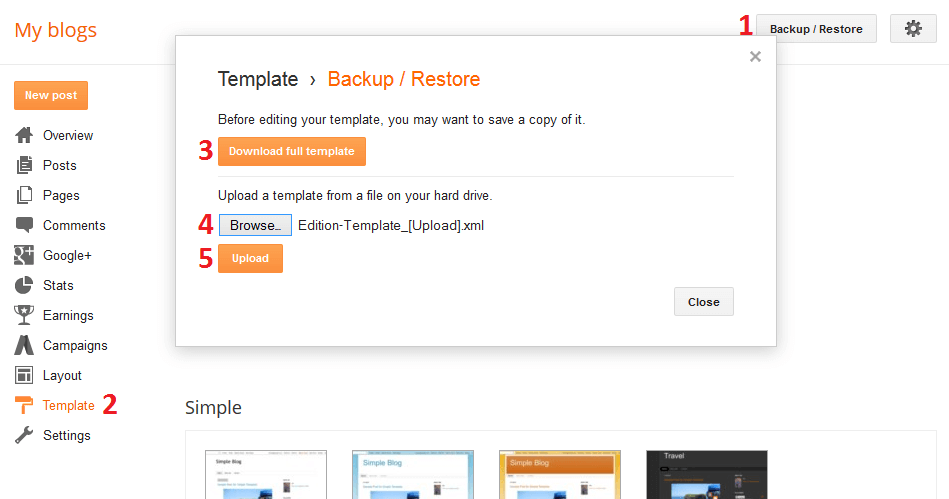 My blogs
1 Backup / Restore
Template › Backup / Restore
Before editing your template, you may want to save a copy of it.
3 Download full template
Upload a template from a file on your hard drive.
4 Browse... Edition-Template_[Upload].xml
5 Upload
Close
New post
Overview
Posts
Pages
Comments
Google+
Stats
Earnings
Campaigns
Layout
Template 2
Settings
Simple
Simple Blog
Simple Blog
Simple Blog
Travel